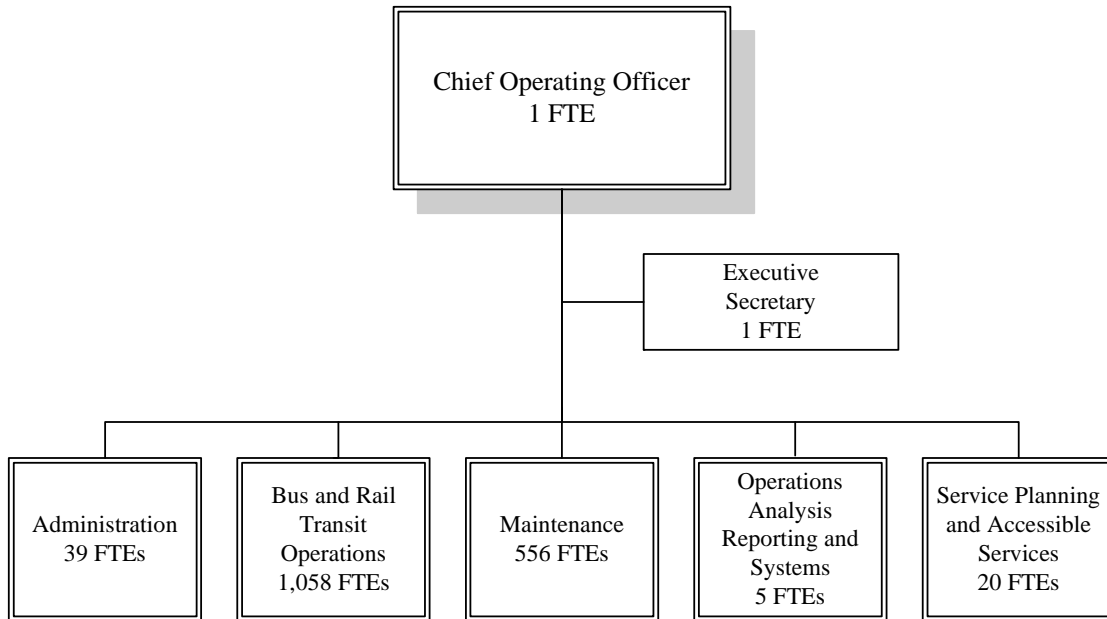 Chief Operating Officer
1 FTE
Executive
Secretary
1 FTE
Administration
39 FTEs
Bus and Rail
Transit
Operations
1,058 FTEs
Maintenance
556 FTEs
Operations
Analysis
Reporting and
Systems
5 FTEs
Service Planning
and Accessible
Services
20 FTEs